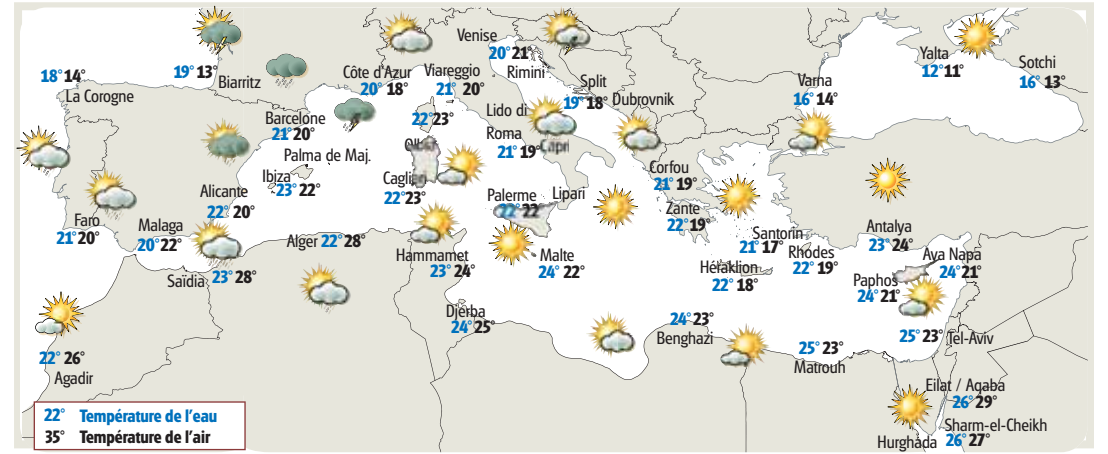 Venise
20° 21°
Rimini
Yalta
12° 11°
Sotchi
16° 13°
18° 14°
La Corogne
19° 13°
Biarritz
Côte d'Azur
20° 18°
Viareggio
21° 20°
Split
19° 18°
Dubrovnik
Varna
16° 14°
Barcelone
21° 20°
22° 23°
Lido di
Roma
21° 19°
Capri
Palma de Maj.
Ibiza
23° 22°
Cagliari
22° 23°
Corfou
21° 19°
Alicante
22° 20°
Palerme
22° 22°
Lipari
Zante
22° 19°
Faro
21° 20°
Malaga
20° 22°
Alger 22° 28°
Hammamet
23° 24°
Malte
24° 22°
Santorin
21° 17°
Rhodes
22° 19°
Antalya
23° 24°
Héraklion
22° 18°
Aya Napa
24° 21°
Paphos
24° 21°
Saïdia 23° 28°
Djerba
24° 25°
24° 23°
Benghazi
25° 23°
Matrouh
25° 23° Tel-Aviv
22° 26°
Agadir
Eilat / Aqaba
26° 29°
Sharm-el-Cheikh
Hurghada 26° 27°
22° Température de l'eau
35° Température de l'air